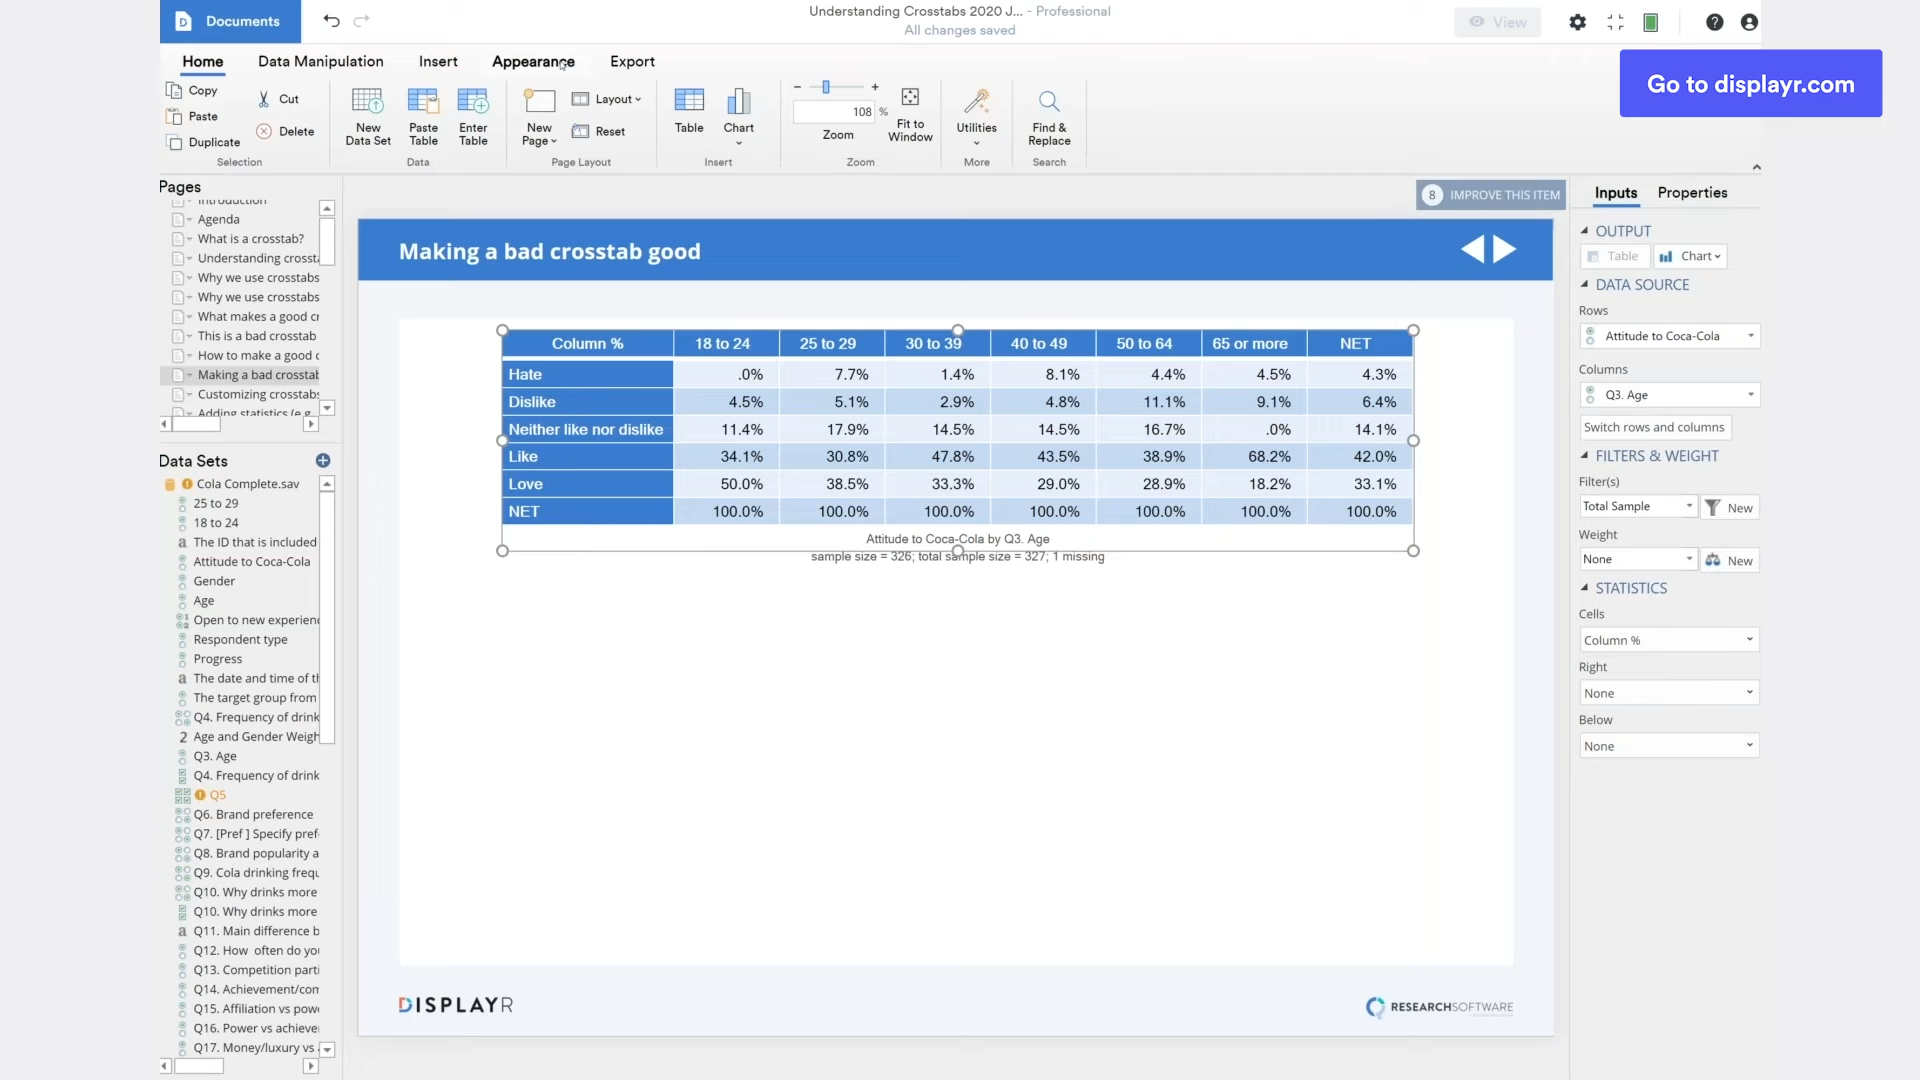 Documents
Understanding Crosstabs 2020 J... - Professional
All changes saved
View
Home
Data Manipulation
Insert
Appearance
Export
Go to displayr.com
Copy
Paste
Duplicate
Cut
Delete
Selection
New Data Set
Paste Table
Enter Table
Data
New Page
Layout
Reset
Page Layout
Table
Chart
Insert
108 %
Zoom
Fit to Window
Zoom
Utilities
More
Find & Replace
Search
Pages
Introduction
Agenda
What is a crosstab?
Understanding crossta
Why we use crosstabs
Why we use crosstabs
What makes a good cr
This is a bad crosstab
How to make a good c
Making a bad crosstab
Customizing crosstabs
Adding statistics (e.g.
Data Sets
Cola Complete.sav
25 to 29
18 to 24
a The ID that is included
Attitude to Coca-Cola
Gender
Age
Open to new experien
Respondent type
Progress
a The date and time of th
The target group from
Q4. Frequency of drink
2 Age and Gender Weigh
Q3. Age
Q4. Frequency of drink
Q5
Q6. Brand preference
Q7. [Pref ] Specify pref
Q8. Brand popularity a
Q9. Cola drinking frequ
Q10. Why drinks more
Q10. Why drinks more
a Q11. Main difference b
Q12. How often do you
Q13. Competition parti
Q14. Achievement/com
Q15. Affiliation vs powe
Q16. Power vs achieve
Q17. Money/luxury vs
8 IMPROVE THIS ITEM
Making a bad crosstab good
Column % 18 to 24 25 to 29 30 to 39 40 to 49 50 to 64 65 or more NET
Hate .0% 7.7% 1.4% 8.1% 4.4% 4.5% 4.3%
Dislike 4.5% 5.1% 2.9% 4.8% 11.1% 9.1% 6.4%
Neither like nor dislike 11.4% 17.9% 14.5% 14.5% 16.7% .0% 14.1%
Like 34.1% 30.8% 47.8% 43.5% 38.9% 68.2% 42.0%
Love 50.0% 38.5% 33.3% 29.0% 28.9% 18.2% 33.1%
NET 100.0% 100.0% 100.0% 100.0% 100.0% 100.0% 100.0%
Attitude to Coca-Cola by Q3. Age
sample size = 326; total sample size = 327; 1 missing
DISPLAYR
RESEARCHSOFTWARE
Inputs
Properties
OUTPUT
Table
Chart
DATA SOURCE
Rows
Attitude to Coca-Cola
Columns
Q3. Age
Switch rows and columns
FILTERS & WEIGHT
Filter(s)
Total Sample
New
Weight
None
New
STATISTICS
Cells
Column %
Right
None
Below
None